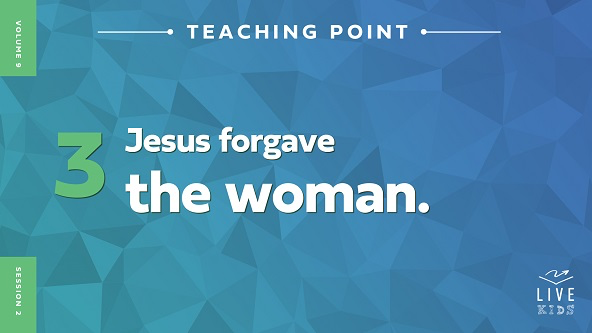 VOLUME 9
TEACHING POINT
3
Jesus forgave
the woman.
SESSION 2
LIVE
KIDS